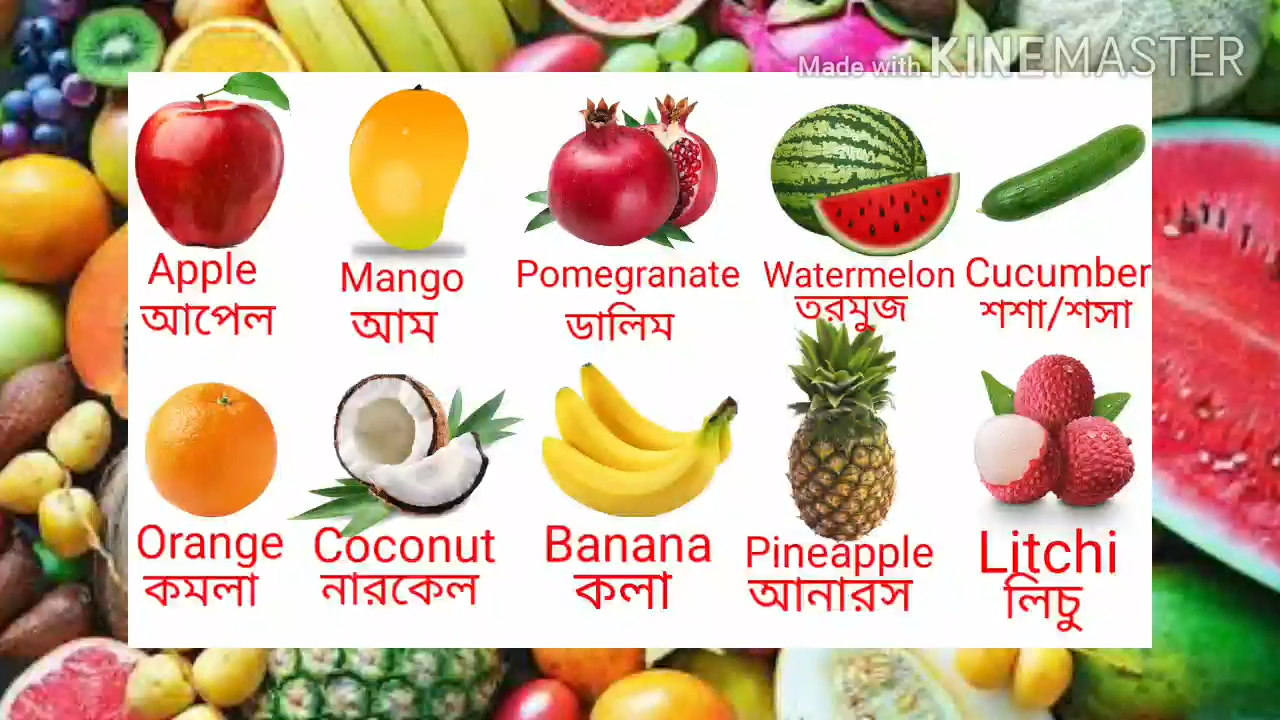 Made with KINEMASTER
Apple
আপেল
Mango
আম
Pomegranate
ডালিম
Watermelon
তরমুজ
Cucumber
শশা/শসা
Orange
কমলা
Coconut
নারকেল
Banana
কলা
Pineapple
আনারস
Litchi
লিচু